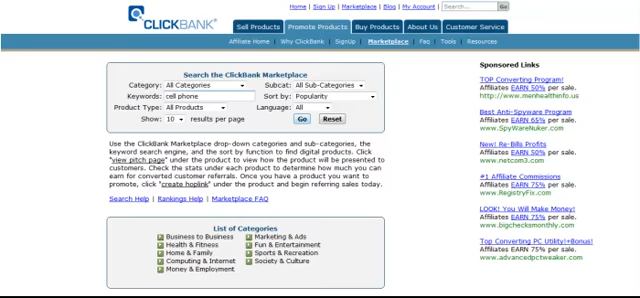 Home | Sign Up | Marketplace | Blog | My Account | Search... Go
CLICKBANK
Sell Products Promote Products Buy Products About Us Customer Service
Affiliate Home | Why ClickBank | SignUp | Marketplace | Faq | Tools | Resources
Search the ClickBank Marketplace
Category: All Categories Subcat: All Sub-Categories
Keywords: cell phone Sort by: Popularity
Product Type: All Products Language: All
Show: 10 results per page Go Reset
Use the ClickBank Marketplace drop-down categories and sub-categories, the
keyword search engine, and the sort by function to find digital products. Click
"view pitch page" under the product to view how the product will be presented to
customers. Check the stats under each product to determine how much you can
earn for converted customer referrals. Once you have a product you want to
promote, click "create hoplink" under the product and begin referring sales today.
Search Help | Rankings Help | Marketplace FAQ
List of Categories
Business to Business Marketing & Ads
Health & Fitness Fun & Entertainment
Home & Family Sports & Recreation
Computing & Internet Society & Culture
Money & Employment
Sponsored Links
TOP Converting Program!
Affiliates EARN 50% per sale.
http://www.menhealthinfo.us
Best Anti-Spyware Program
Affiliates EARN 65% per sale.
www.SpyWareNuker.com
New! Re-Bills Profits
Affiliates EARN 50% per sale.
www.netcom3.com
#1 Affiliate Commissions
Affiliates EARN 75% per sale.
www.RegistryFix.com
LOOK! You Will Make Money!
Affiliates EARN 75% per sale.
www.bigchecksmonthly.com
Top Converting PC Utility!+Bonus!
Affiliates EARN 75% per sale.
www.advancedpctweaker.com